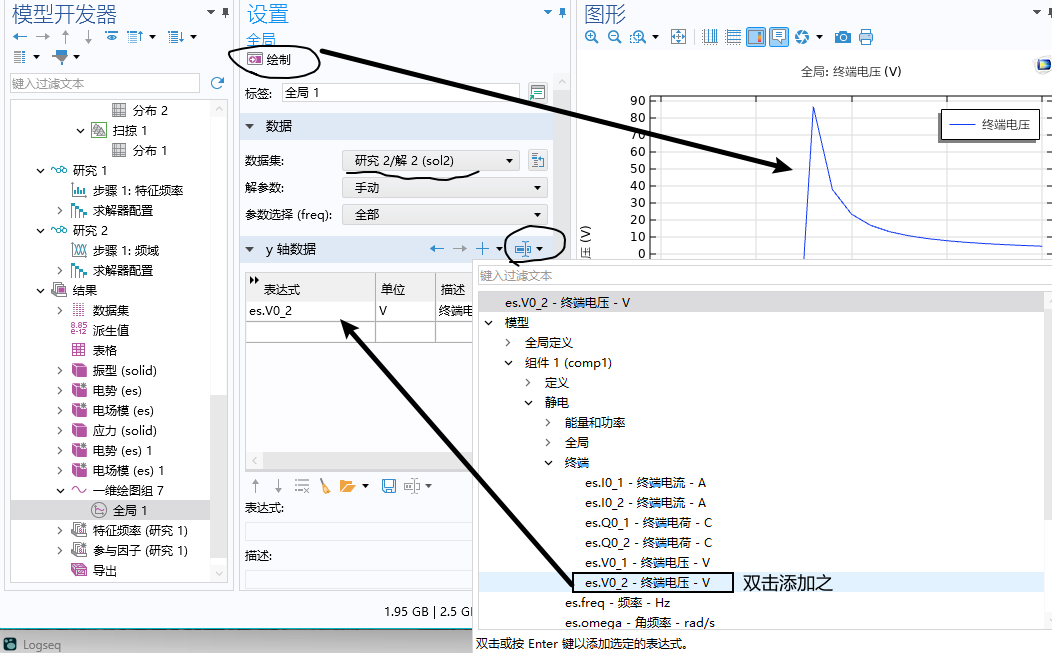 模型开发器
键入过滤文本
分布 2
扫掠 1
分布 1
研究 1
步骤 1: 特征频率
求解器配置
研究 2
步骤 1: 频域
求解器配置
结果
数据集
8.85
e-12
派生值
表格
振型 (solid)
电势 (es)
电场模 (es)
应力 (solid)
电势 (es) 1
电场模 (es) 1
一维绘图组 7
全局 1
特征频率 (研究 1)
参与因子 (研究 1)
导出
设置
全局
绘制
标签: 全局 1
数据
数据集: 研究 2/解 2 (sol2)
解参数: 手动
参数选择 (freq): 全部
y 轴数据
表达式 单位 描述
es.V0_2 V 终端电
表达式:
描述:
1.95 GB | 2.5 G
图形
全局: 终端电压 (V)
90
80
70
60
50
40
30
20
10
0
压 (V)
终端电压
键入过滤文本
es.V0_2 - 终端电压 - V
模型
全局定义
组件 1 (comp1)
定义
静电
能量和功率
全局
终端
es.I0_1 - 终端电流 - A
es.I0_2 - 终端电流 - A
es.Q0_1 - 终端电荷 - C
es.Q0_2 - 终端电荷 - C
es.V0_1 - 终端电压 - V
es.V0_2 - 终端电压 - V 双击添加之
es.freq - 频率 - Hz
es.omega - 角频率 - rad/s
双击或按 Enter 键以添加选定的表达式。
Logseq